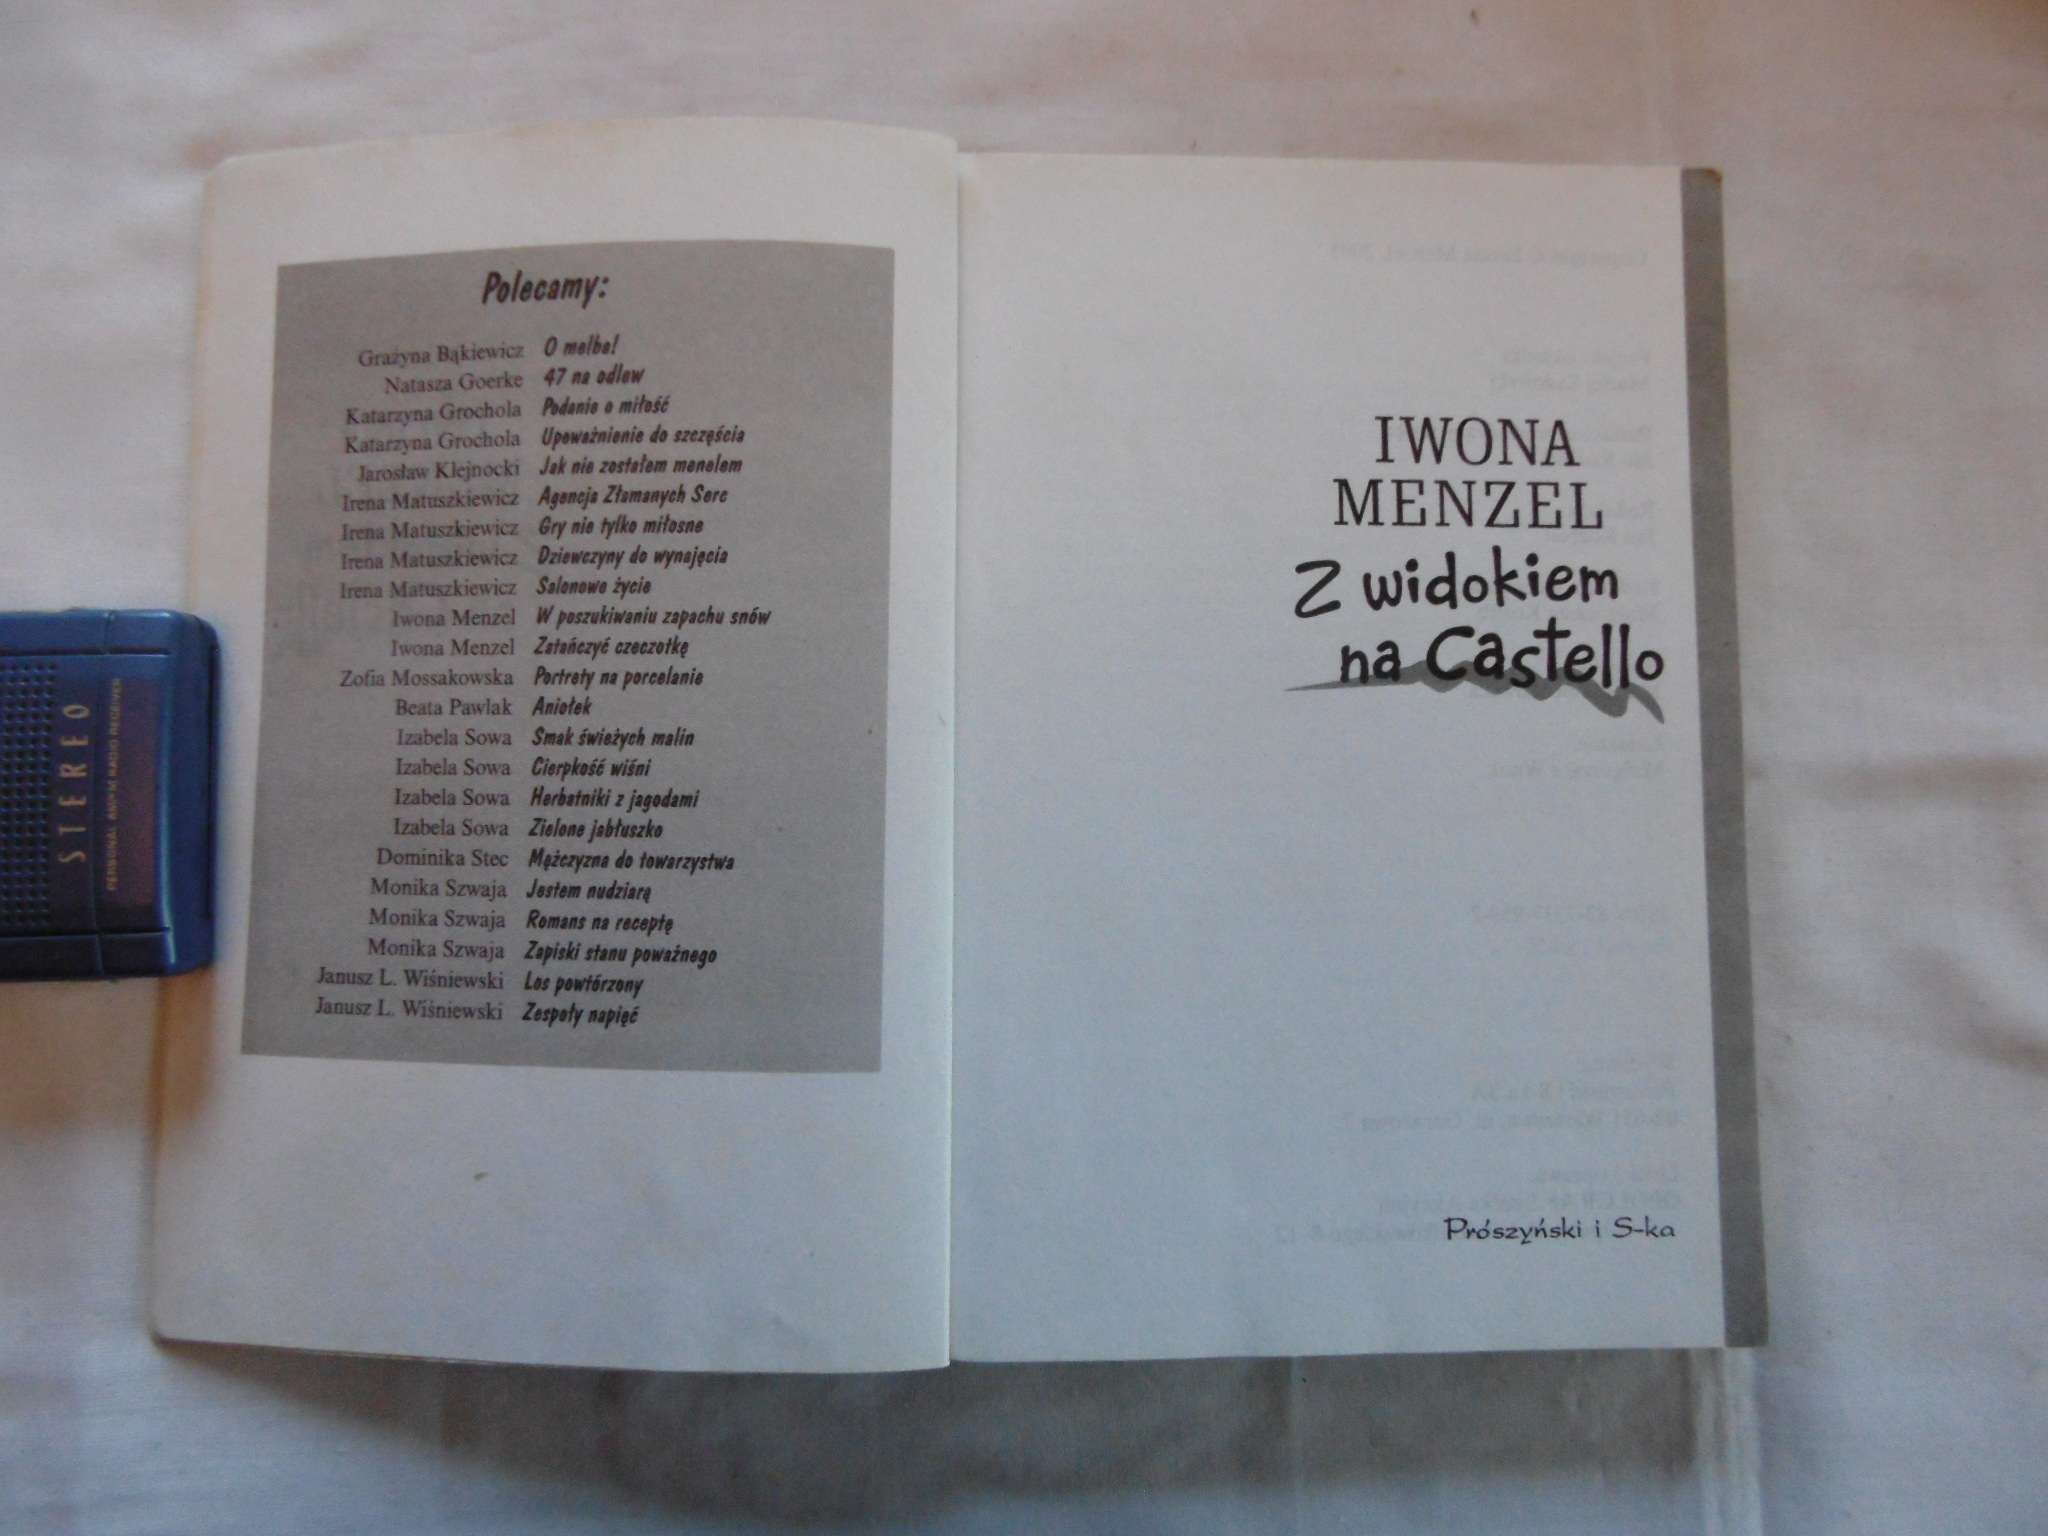 Polecamy:
Grażyna Bąkiewicz O melba!
Natasza Goerke 47 na odlew
Katarzyna Grochola Podanie o miłość
Katarzyna Grochola Upoważnienie do szczęścia
Jarosław Klejnocki Jak nie zostałem menelem
Irena Matuszkiewicz Agencja Złamanych Serc
Irena Matuszkiewicz Gry nie tylko miłosne
Irena Matuszkiewicz Dziewczyny do wynajęcia
Irena Matuszkiewicz Salonowe życie
Iwona Menzel W poszukiwaniu zapachu snów
Iwona Menzel Zatańczyć czeczotkę
Zofia Mossakowska Portrety na porcelanie
Beata Pawlak Aniołek
Izabela Sowa Smak świeżych malin
Izabela Sowa Cierpkość wiśni
Izabela Sowa Herbatniki z jagodami
Izabela Sowa Zielone jabłuszko
Dominika Stec Mężczyzna do towarzystwa
Monika Szwaja Jestem nudziarą
Monika Szwaja Romans na receptę
Monika Szwaja Zapiski stanu poważnego
Janusz L. Wiśniewski Los powtórzony
Janusz L. Wiśniewski Zespoły napięć
IWONA
MENZEL
Z widokiem
na Castello
Prószyński i S-ka
STEREO
PERSONAL AM/FM RADIO RECEIVER